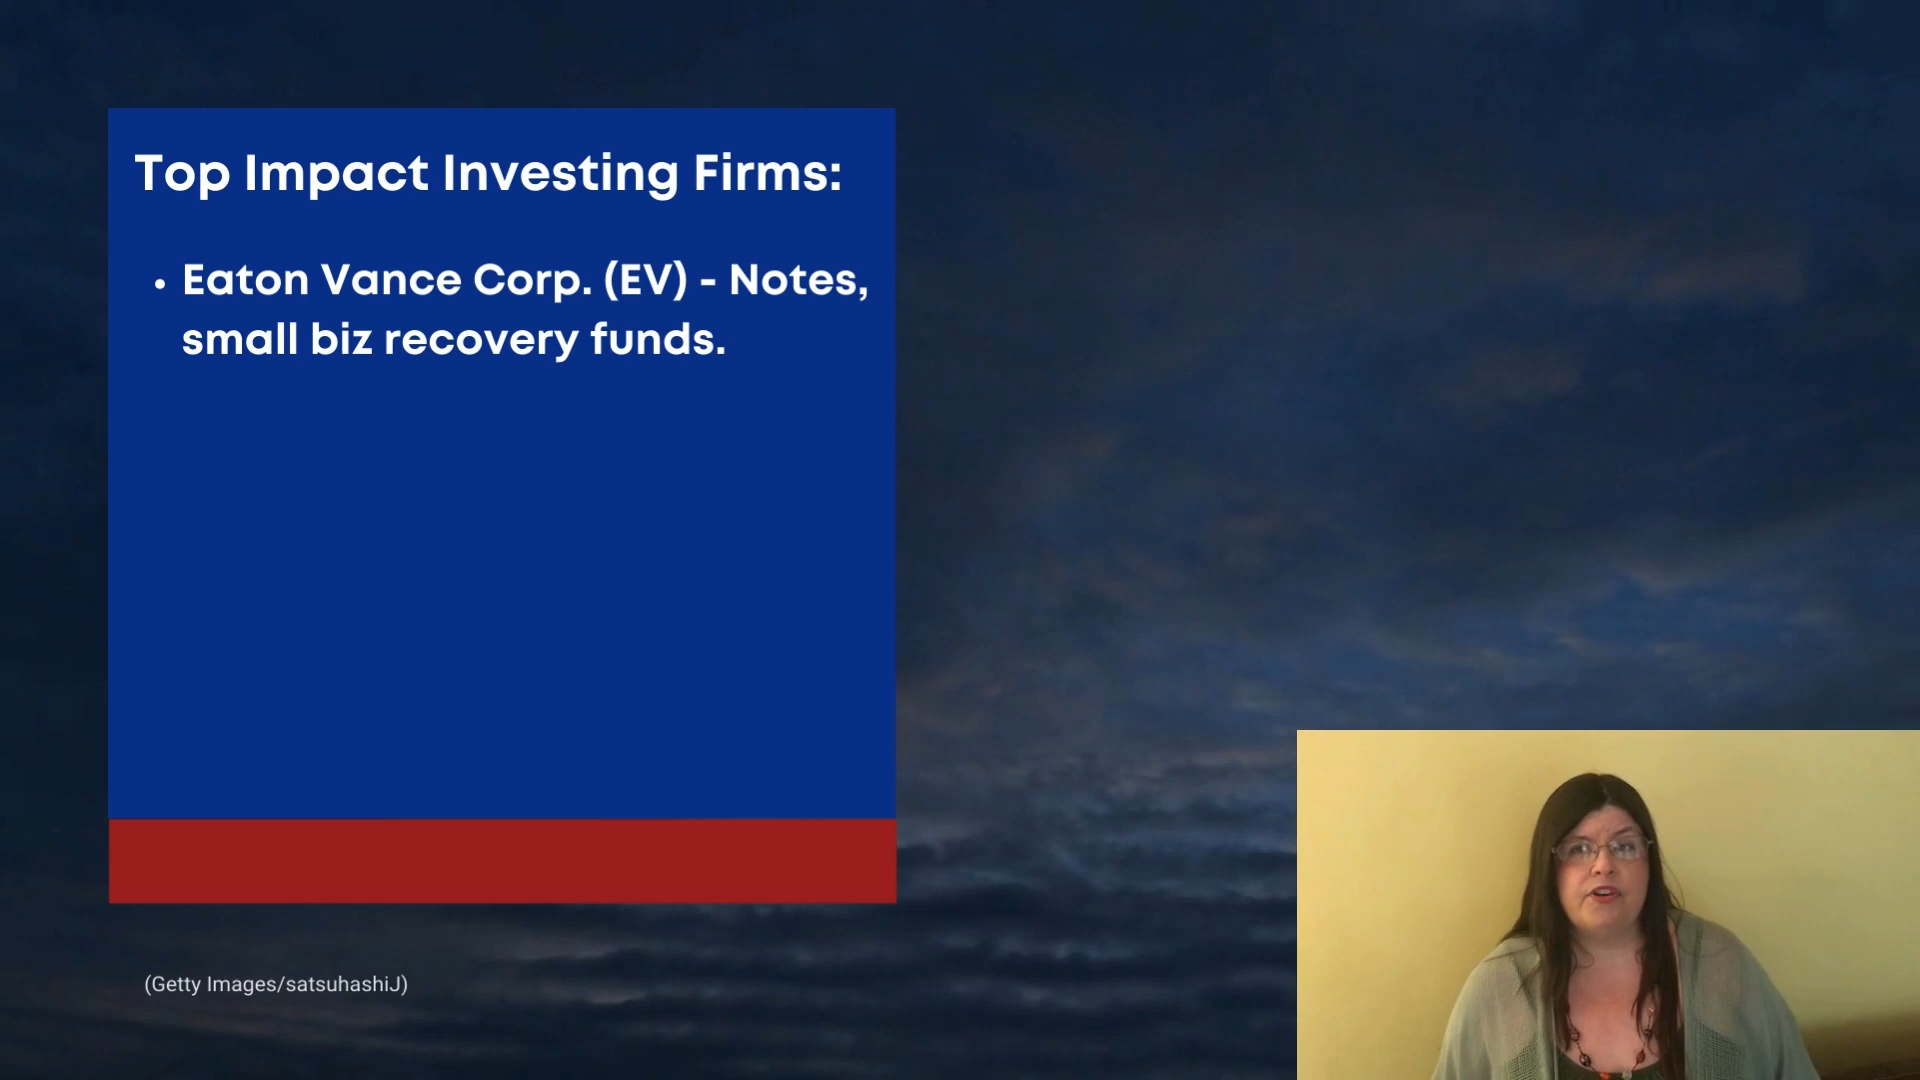 Top Impact Investing Firms:
• Eaton Vance Corp. (EV) - Notes,
small biz recovery funds.
(Getty Images/satsuhashiJ)